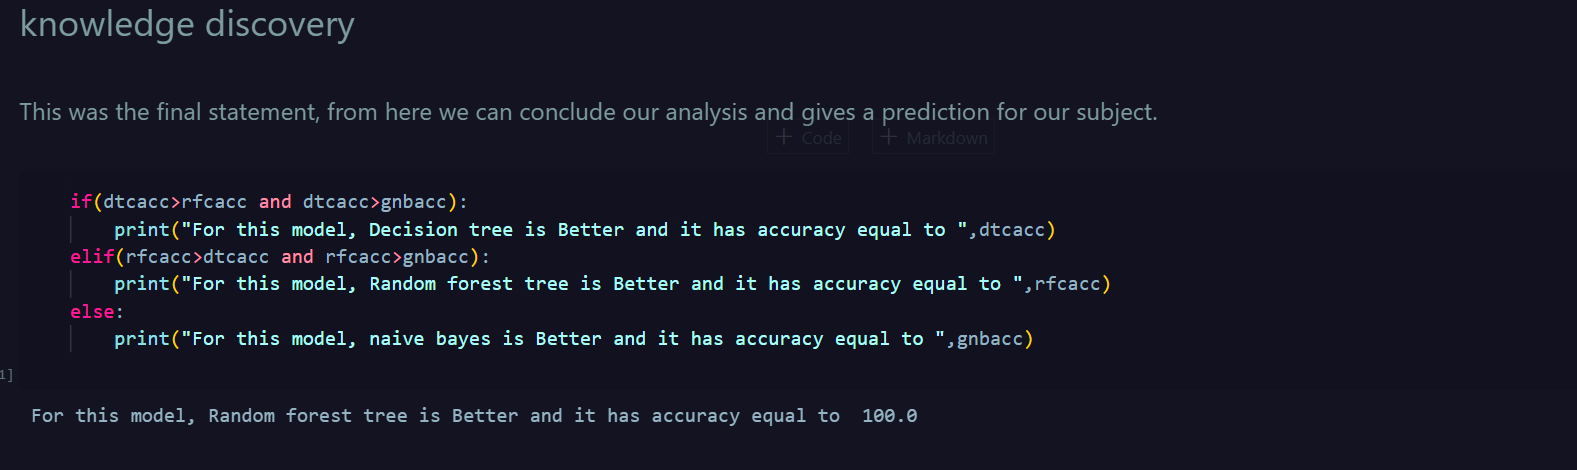 knowledge discovery
This was the final statement, from here we can conclude our analysis and gives a prediction for our subject.
+ Code + Markdown
if(dtcacc>rfcacc and dtcacc>gnbacc):
    print("For this model, Decision tree is Better and it has accuracy equal to ",dtcacc)
elif(rfcacc>dtcacc and rfcacc>gnbacc):
    print("For this model, Random forest tree is Better and it has accuracy equal to ",rfcacc)
else:
    print("For this model, naive bayes is Better and it has accuracy equal to ",gnbacc)
1]
For this model, Random forest tree is Better and it has accuracy equal to  100.0